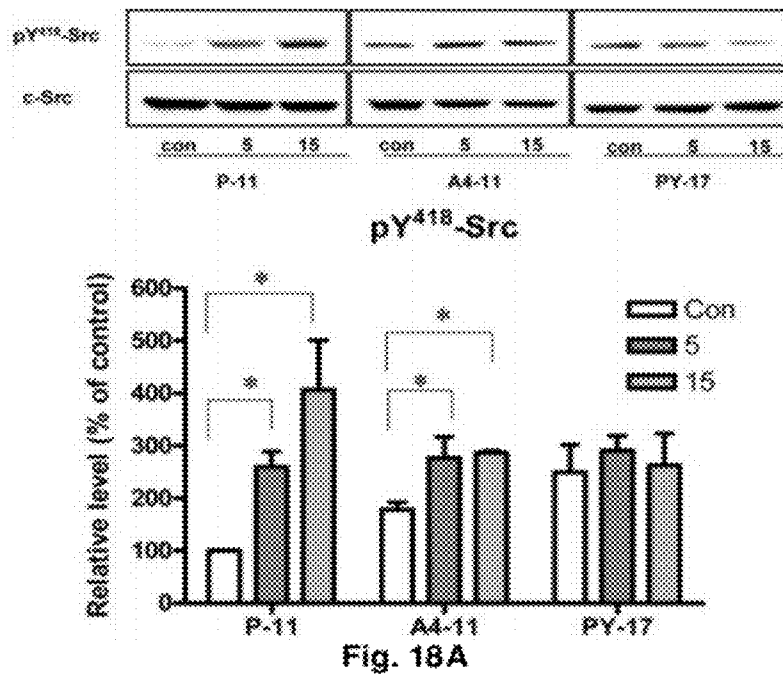 pY⁴¹⁸-Src
c-Src
con 5 15 con 5 15 con 5 15
P-11 A4-11 PY-17
pY⁴¹⁸-Src
Relative level (% of control)
600
500
400
300
200
100
0
* * * *
Con
5
15
P-11 A4-11 PY-17
Fig. 18A